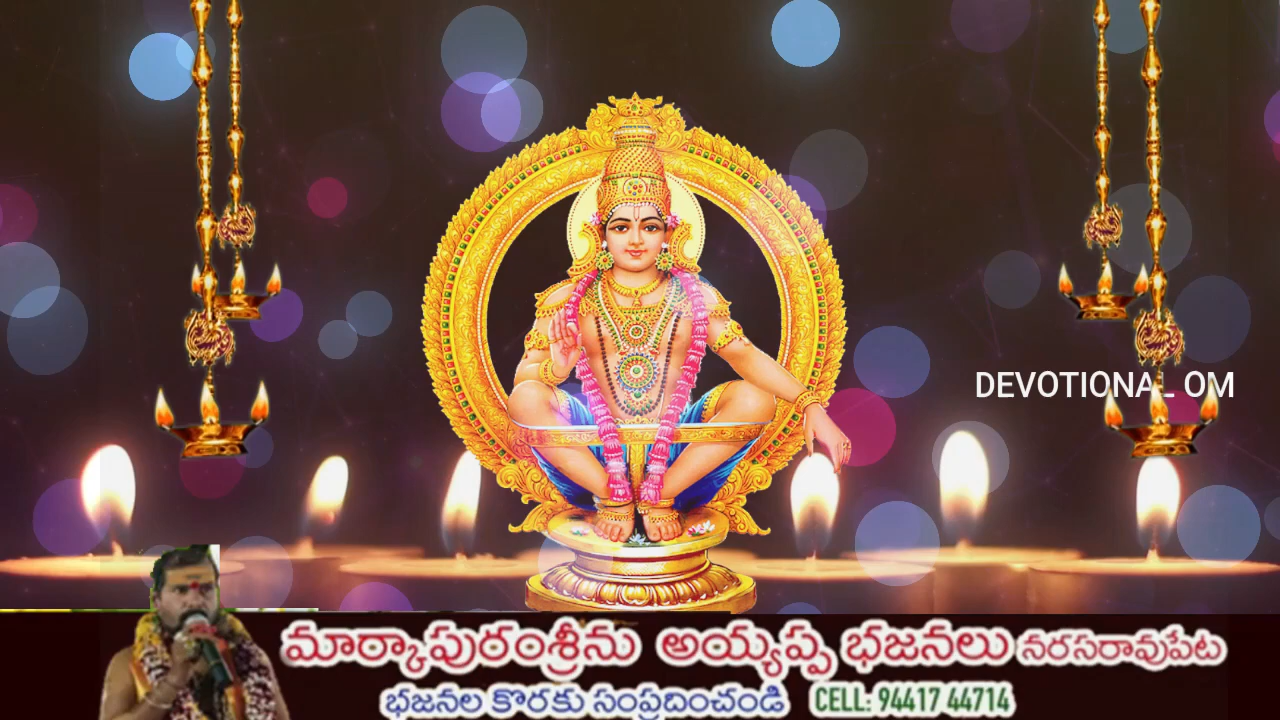 DEVOTIONAL OM
మార్కాపురంశ్రీను అయ్యప్ప భజనలు నరసరావుపేట
భజనల కొరకు సంప్రదించండి CELL: 94417 44714